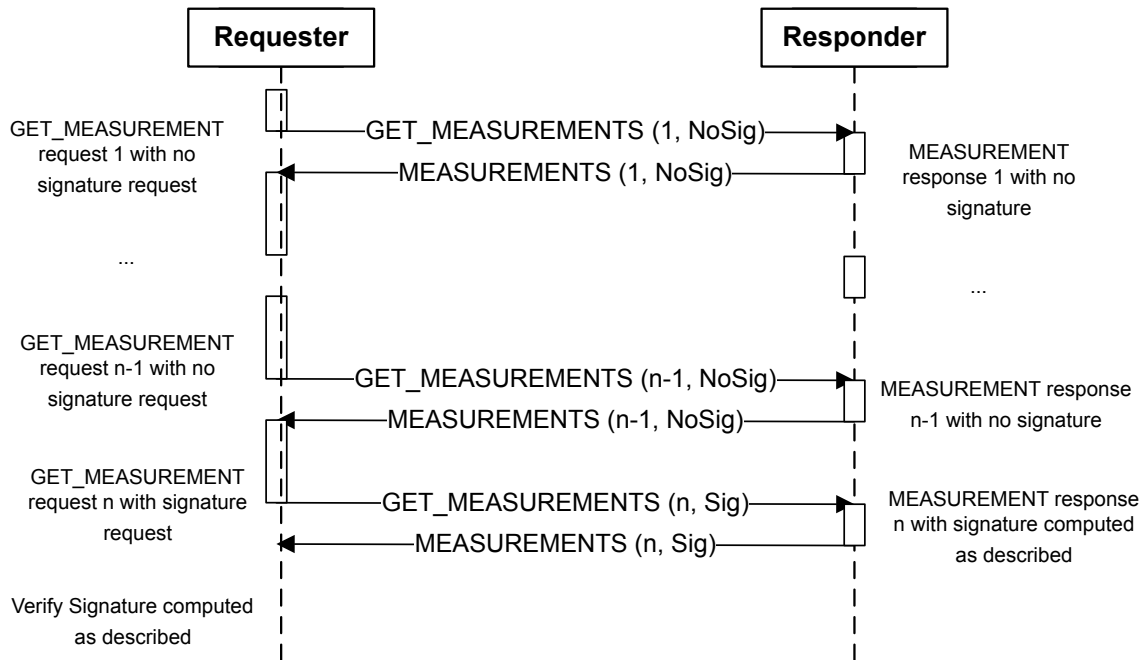 Requester
Responder
GET_MEASUREMENT
request 1 with no
signature request
GET_MEASUREMENTS (1, NoSig)
MEASUREMENTS (1, NoSig)
MEASUREMENT
response 1 with no
signature
...
...
GET_MEASUREMENT
request n-1 with no
signature request
GET_MEASUREMENTS (n-1, NoSig)
MEASUREMENTS (n-1, NoSig)
MEASUREMENT response
n-1 with no signature
GET_MEASUREMENT
request n with signature
request
GET_MEASUREMENTS (n, Sig)
MEASUREMENTS (n, Sig)
MEASUREMENT response
n with signature computed
as described
Verify Signature computed
as described